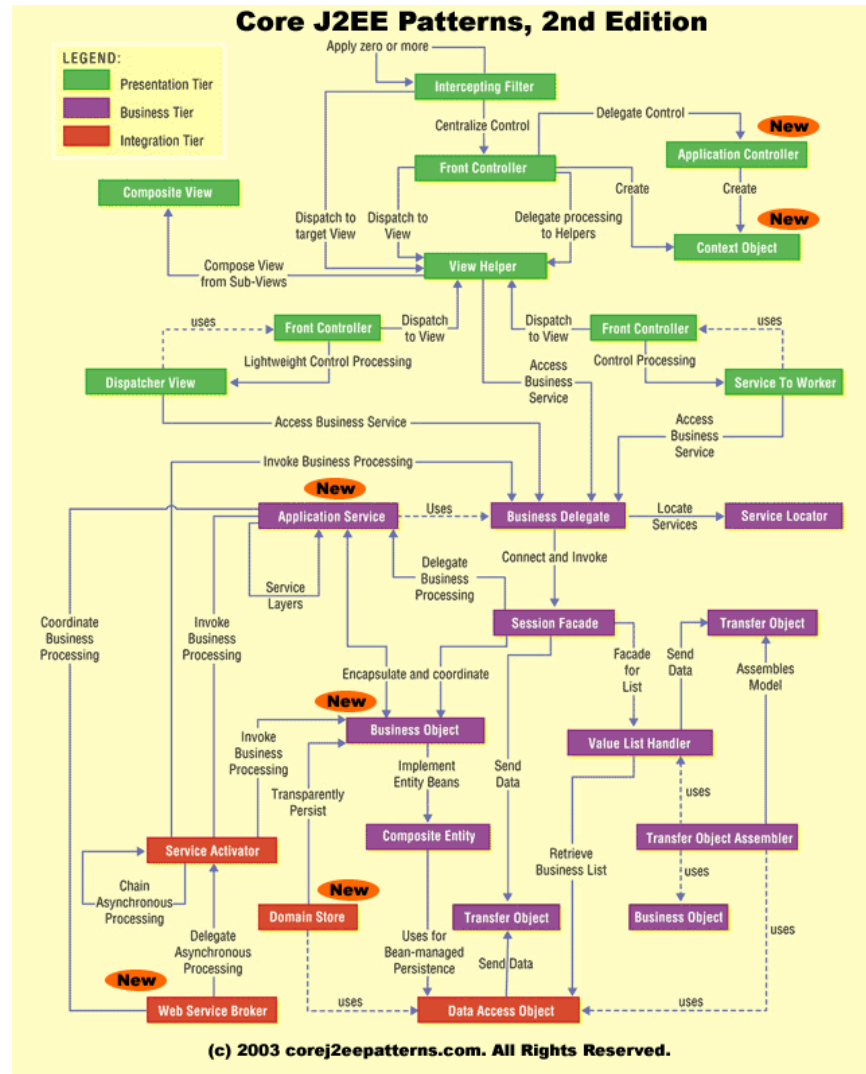 Core J2EE Patterns, 2nd Edition
LEGEND:
Presentation Tier
Business Tier
Integration Tier
Apply zero or more
Intercepting Filter
Centralize Control
Delegate Control
New
Application Controller
Front Controller
Composite View
Create
Create
New
Dispatch to
target View
Dispatch to
View
Delegate processing
to Helpers
Context Object
Compose View
from Sub-Views
View Helper
uses
Front Controller
Dispatch
to View
Dispatch
to View
Front Controller
uses
Lightweight Control Processing
Control Processing
Access
Business
Service
Dispatcher View
Service To Worker
Access Business Service
Access
Business
Service
Invoke Business Processing
New
Application Service
Uses
Business Delegate
Locate
Services
Service Locator
Connect and Invoke
Delegate
Business
Processing
Service
Layers
Coordinate
Business
Processing
Invoke
Business
Processing
Session Facade
Transfer Object
Facade
for
List
Send
Data
Assembles
Model
Encapsulate and coordinate
New
Business Object
Invoke
Business
Processing
Value List Handler
Implement
Entity Beans
Send
Data
Transparently
Persist
uses
Composite Entity
Transfer Object Assembler
Service Activator
Retrieve
Business List
uses
Chain
Asynchronous
Processing
New
Domain Store
Transfer Object
Business Object
Delegate
Asynchronous
Processing
Uses for
Bean-managed
Persistence
uses
Send Data
New
Web Service Broker
uses
Data Access Object
uses
(c) 2003 corej2eepatterns.com. All Rights Reserved.